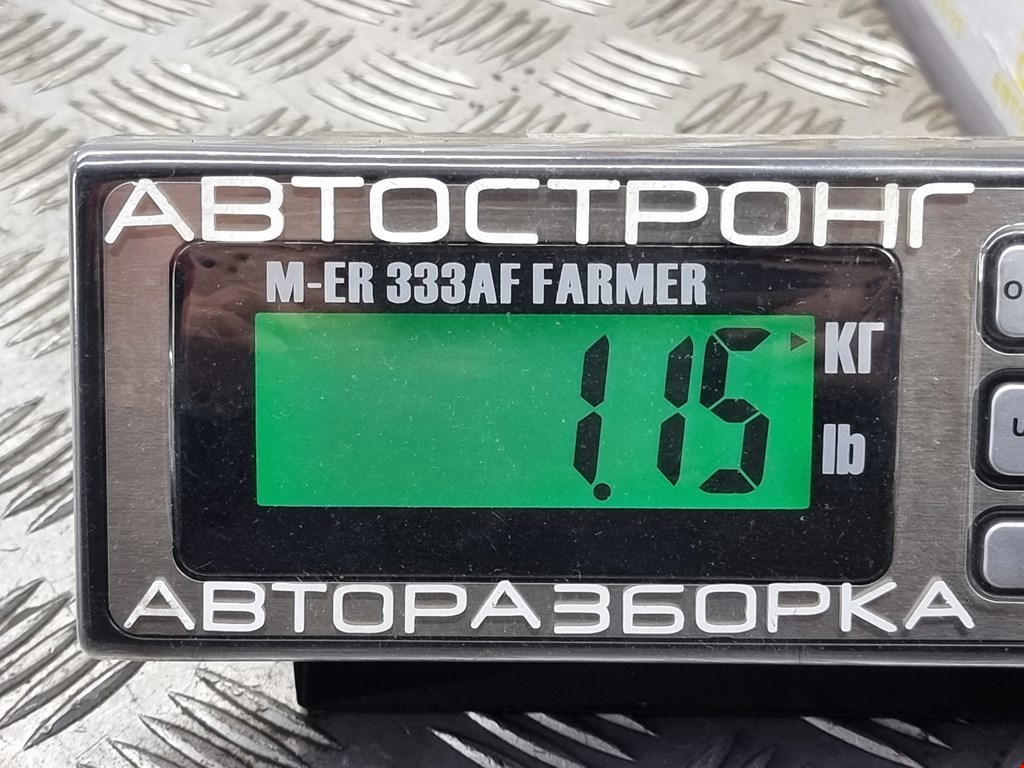 АВТОСТРОНГ
M-ER 333AF FARMER
1.15
КГ
lb
АВТОРАЗБОРКА